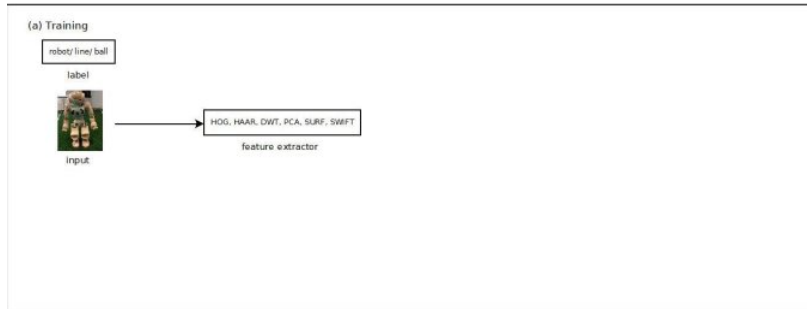 (a) Training
robot/ line/ ball
label
HOG, HAAR, DWT, PCA, SURF, SWIFT
feature extractor
input